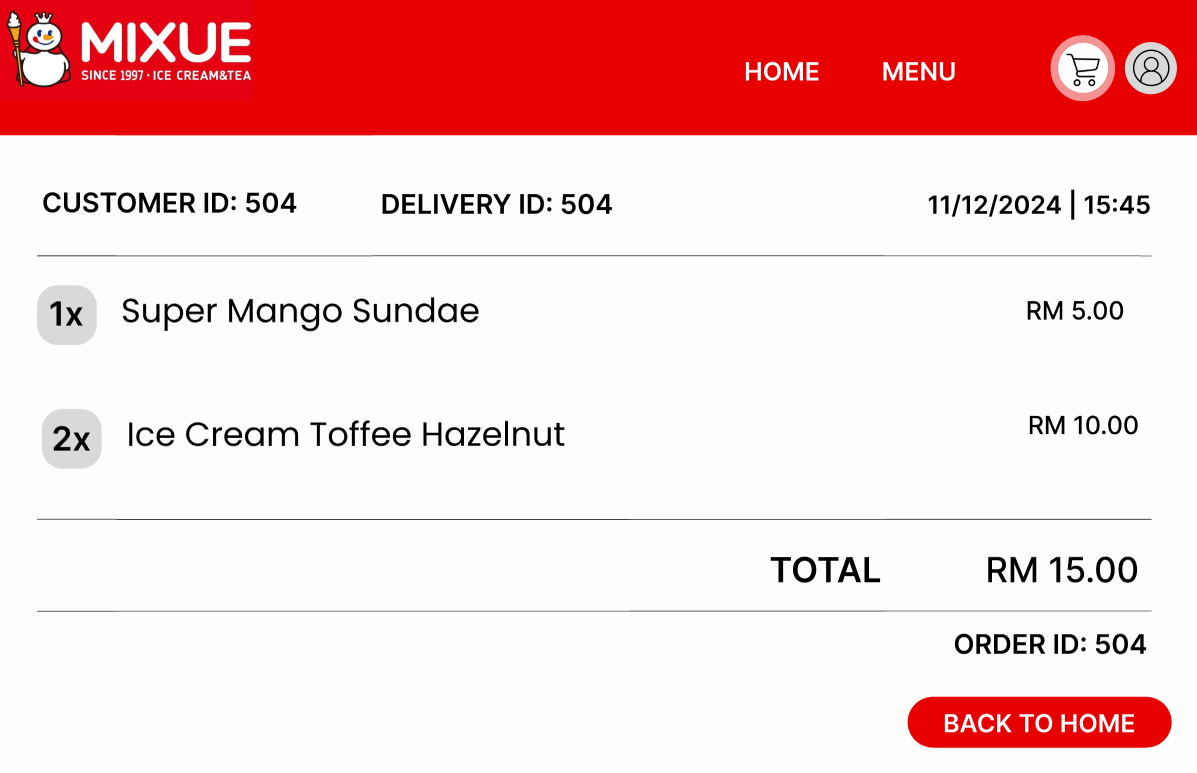 MIXUE
SINCE 1997 · ICE CREAM&TEA
HOME MENU
CUSTOMER ID: 504 DELIVERY ID: 504 11/12/2024 | 15:45
1x Super Mango Sundae RM 5.00
2x Ice Cream Toffee Hazelnut RM 10.00
TOTAL RM 15.00
ORDER ID: 504
BACK TO HOME